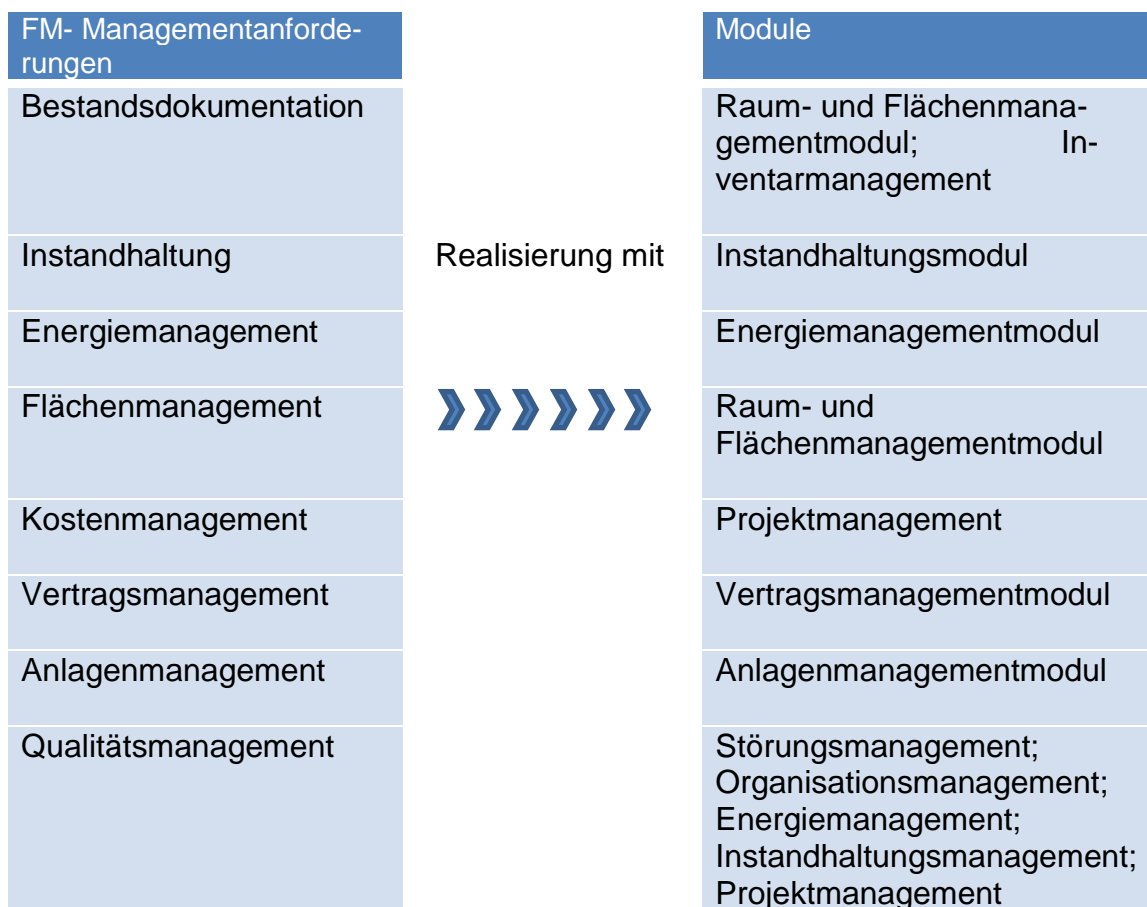 FM- Managementanforde-
rungen
Module
Bestandsdokumentation
Raum- und Flächenmana-
gementmodul; In-
ventarmanagement
Instandhaltung
Realisierung mit
Instandhaltungsmodul
Energiemanagement
Energiemanagementmodul
Flächenmanagement
Raum- und
Flächenmanagementmodul
Kostenmanagement
Projektmanagement
Vertragsmanagement
Vertragsmanagementmodul
Anlagenmanagement
Anlagenmanagementmodul
Qualitätsmanagement
Störungsmanagement;
Organisationsmanagement;
Energiemanagement;
Instandhaltungsmanagement;
Projektmanagement